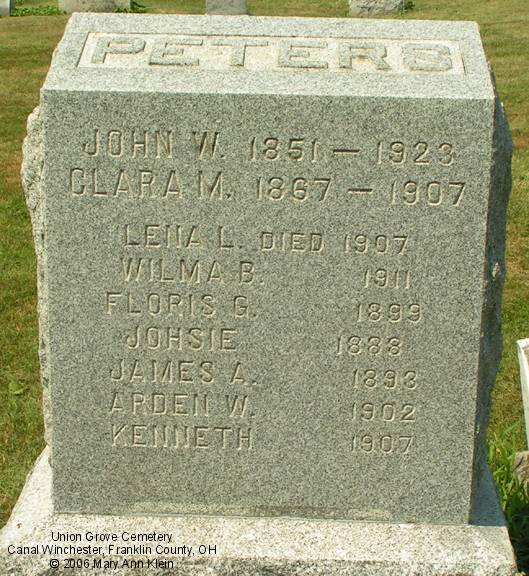 PETERS
JOHN W. 1851 – 1923
CLARA M. 1867 – 1907
LENA L. DIED 1907
WILMA B. 1911
FLORIS G. 1899
JOHSIE 1888
JAMES A. 1893
ARDEN W. 1902
KENNETH 1907
Union Grove Cemetery
Canal Winchester, Franklin County, OH
© 2006 Mary Ann Klein